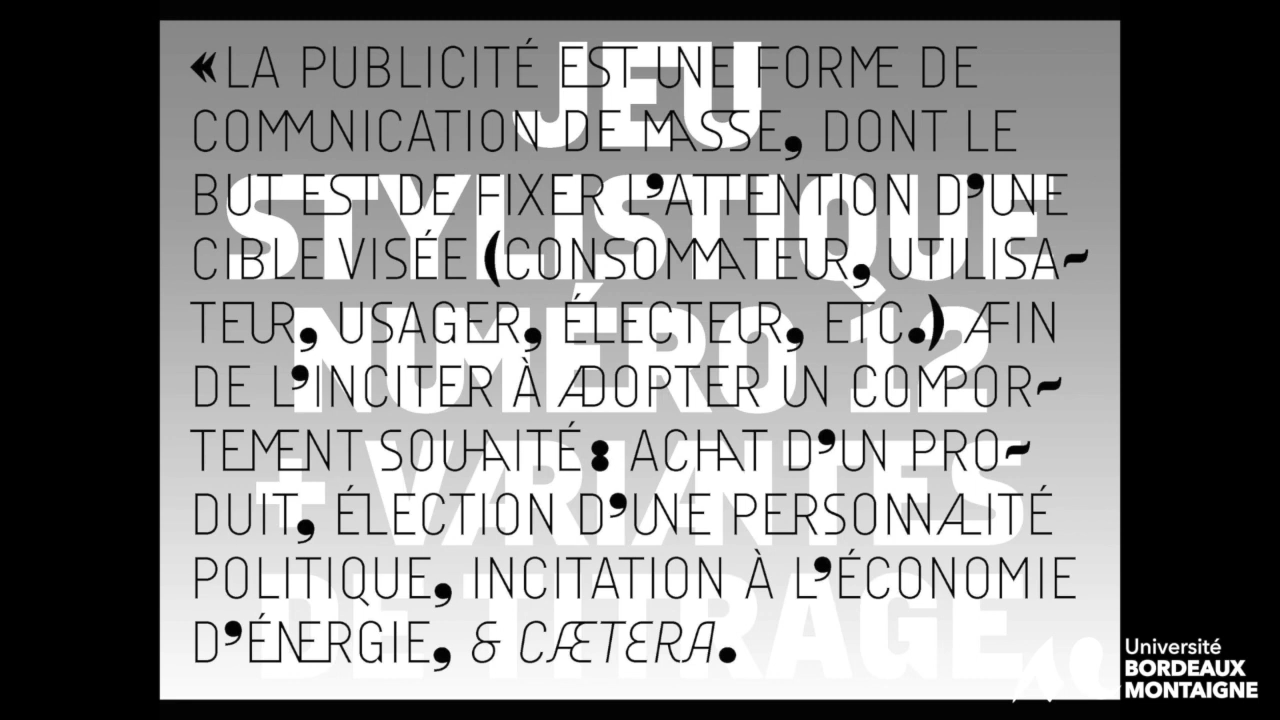 « LA PUBLICITÉ EST UNE FORME DE
COMMUNICATION DE MASSE, DONT LE
BUT EST DE FIXER L’ATTENTION D’UNE
CIBLE VISÉE (CONSOMMATEUR, UTILISA~
TEUR, USAGER, ÉLECTEUR, ETC.) AFIN
DE L’INCITER À ADOPTER UN COMPOR~
TEMENT SOUHAITÉ : ACHAT D’UN PRO~
DUIT, ÉLECTION D’UNE PERSONNALITÉ
POLITIQUE, INCITATION À L’ÉCONOMIE
D’ÉNERGIE, & CÆTERA.
JEU
STYLISTIQUE
NUMÉRO 12
+ VARIANTES
DE TITRAGE
Université
BORDEAUX
MONTAIGNE